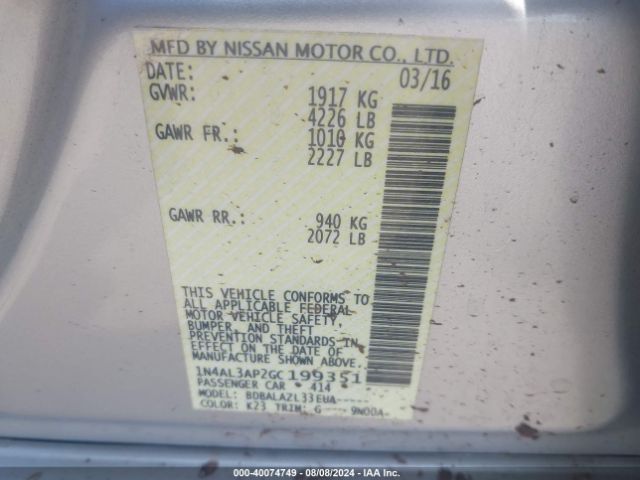 MFD BY NISSAN MOTOR CO., LTD.
DATE: 03/16
GVWR: 1917 KG
4226 LB
GAWR FR.: 1010 KG
2227 LB
GAWR RR.: 940 KG
2072 LB
THIS VEHICLE CONFORMS TO
ALL APPLICABLE FEDERAL
MOTOR VEHICLE SAFETY,
BUMPER, AND THEFT
PREVENTION STANDARDS IN
EFFECT ON THE DATE OF
MANUFACTURE SHOWN ABOVE.
1N4AL3AP2GC199351
PASSENGER CAR * 414 *
MODEL: BDBALAZL33EUA-----
COLOR: K23 TRIM: G ---- 9N00A-
000-40074749 - 08/08/2024 - IAA Inc.